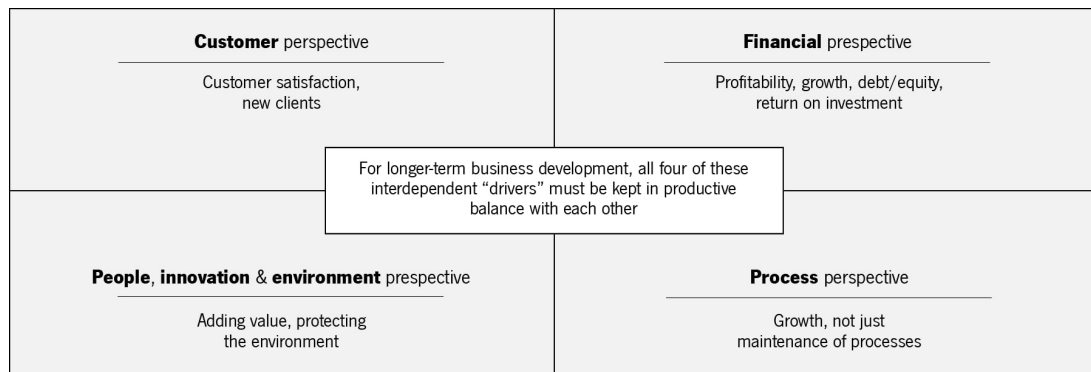 Customer perspective
Customer satisfaction,
new clients
Financial prespective
Profitability, growth, debt/equity,
return on investment
For longer-term business development, all four of these
interdependent “drivers” must be kept in productive
balance with each other
People, innovation & environment prespective
Adding value, protecting
the environment
Process perspective
Growth, not just
maintenance of processes